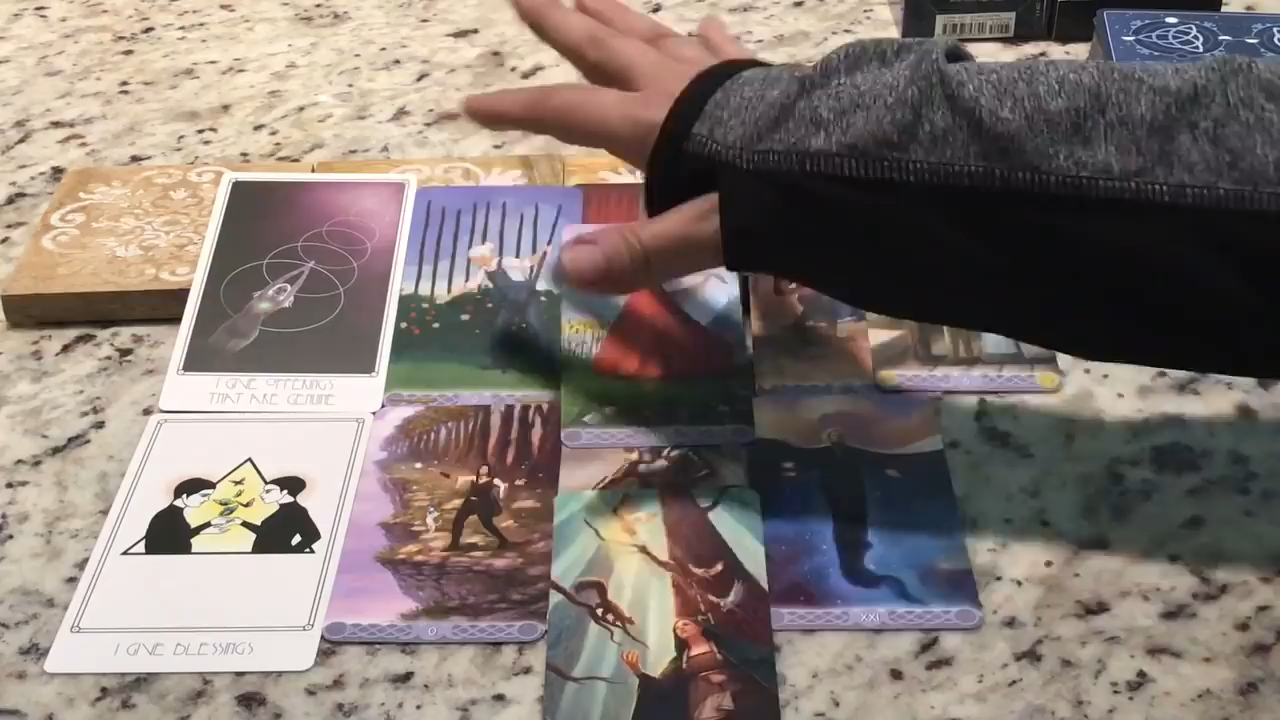 I GIVE OFFERINGS
THAT ARE GENUINE
I GIVE BLESSINGS
0
XXI